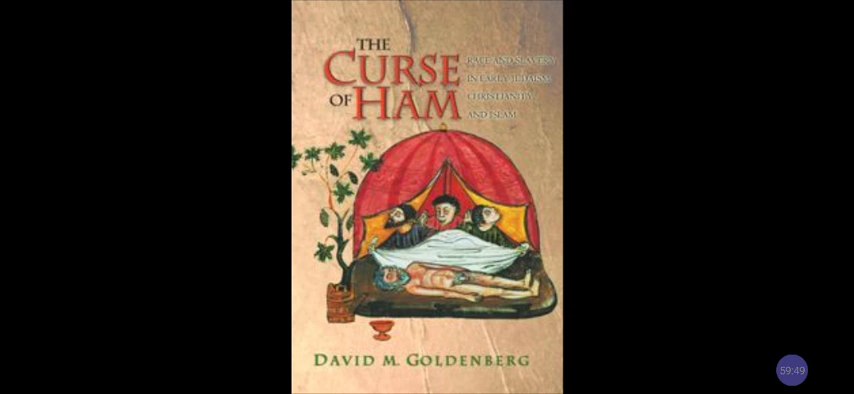 THE
CURSE
OF HAM
RACE AND SLAVERY
IN EARLY JUDAISM,
CHRISTIANITY,
AND ISLAM
DAVID M. GOLDENBERG
59:49